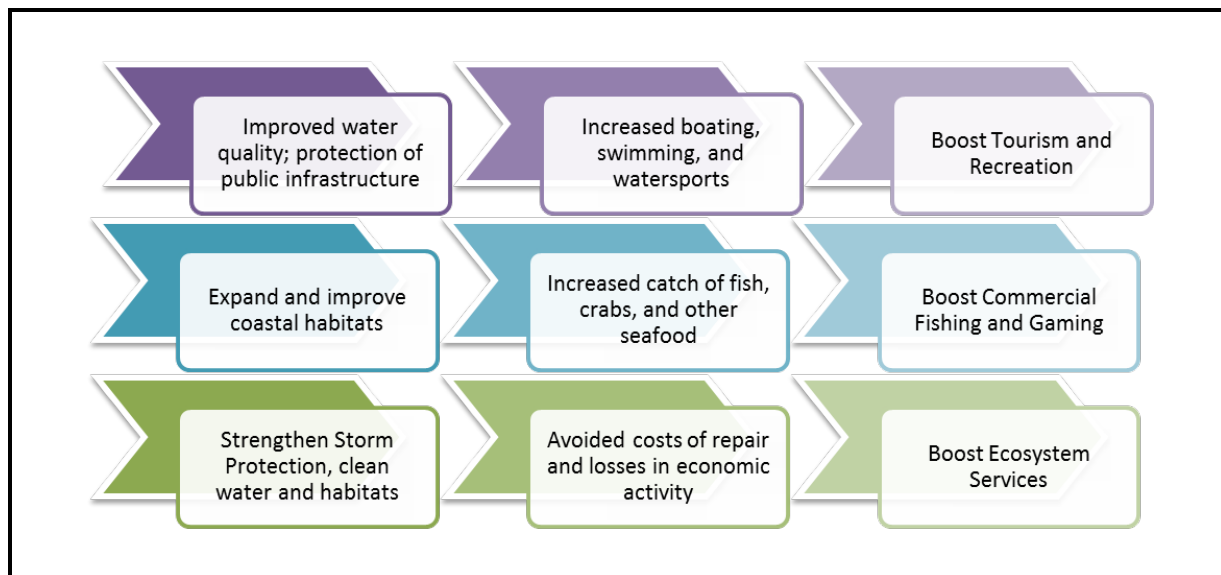 Improved water
quality; protection of
public infrastructure
Increased boating,
swimming, and
watersports
Boost Tourism and
Recreation
Expand and improve
coastal habitats
Increased catch of fish,
crabs, and other
seafood
Boost Commercial
Fishing and Gaming
Strengthen Storm
Protection, clean
water and habitats
Avoided costs of repair
and losses in economic
activity
Boost Ecosystem
Services